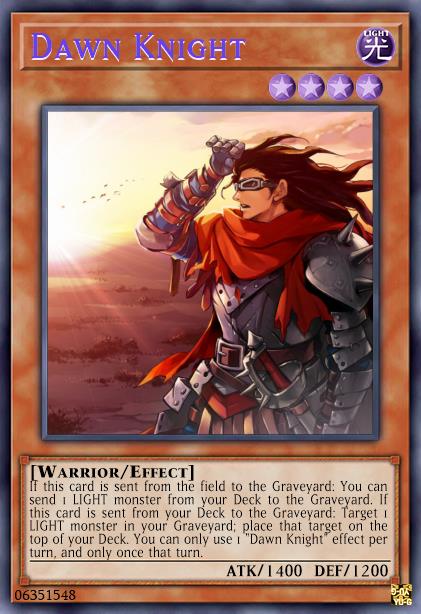 Dawn Knight
LIGHT
光
[Warrior/Effect]
If this card is sent from the field to the Graveyard: You can
send 1 LIGHT monster from your Deck to the Graveyard. If
this card is sent from your Deck to the Graveyard: Target 1
LIGHT monster in your Graveyard; place that target on the
top of your Deck. You can only use 1 "Dawn Knight" effect per
turn, and only once that turn.
ATK/1400 DEF/1200
06351548